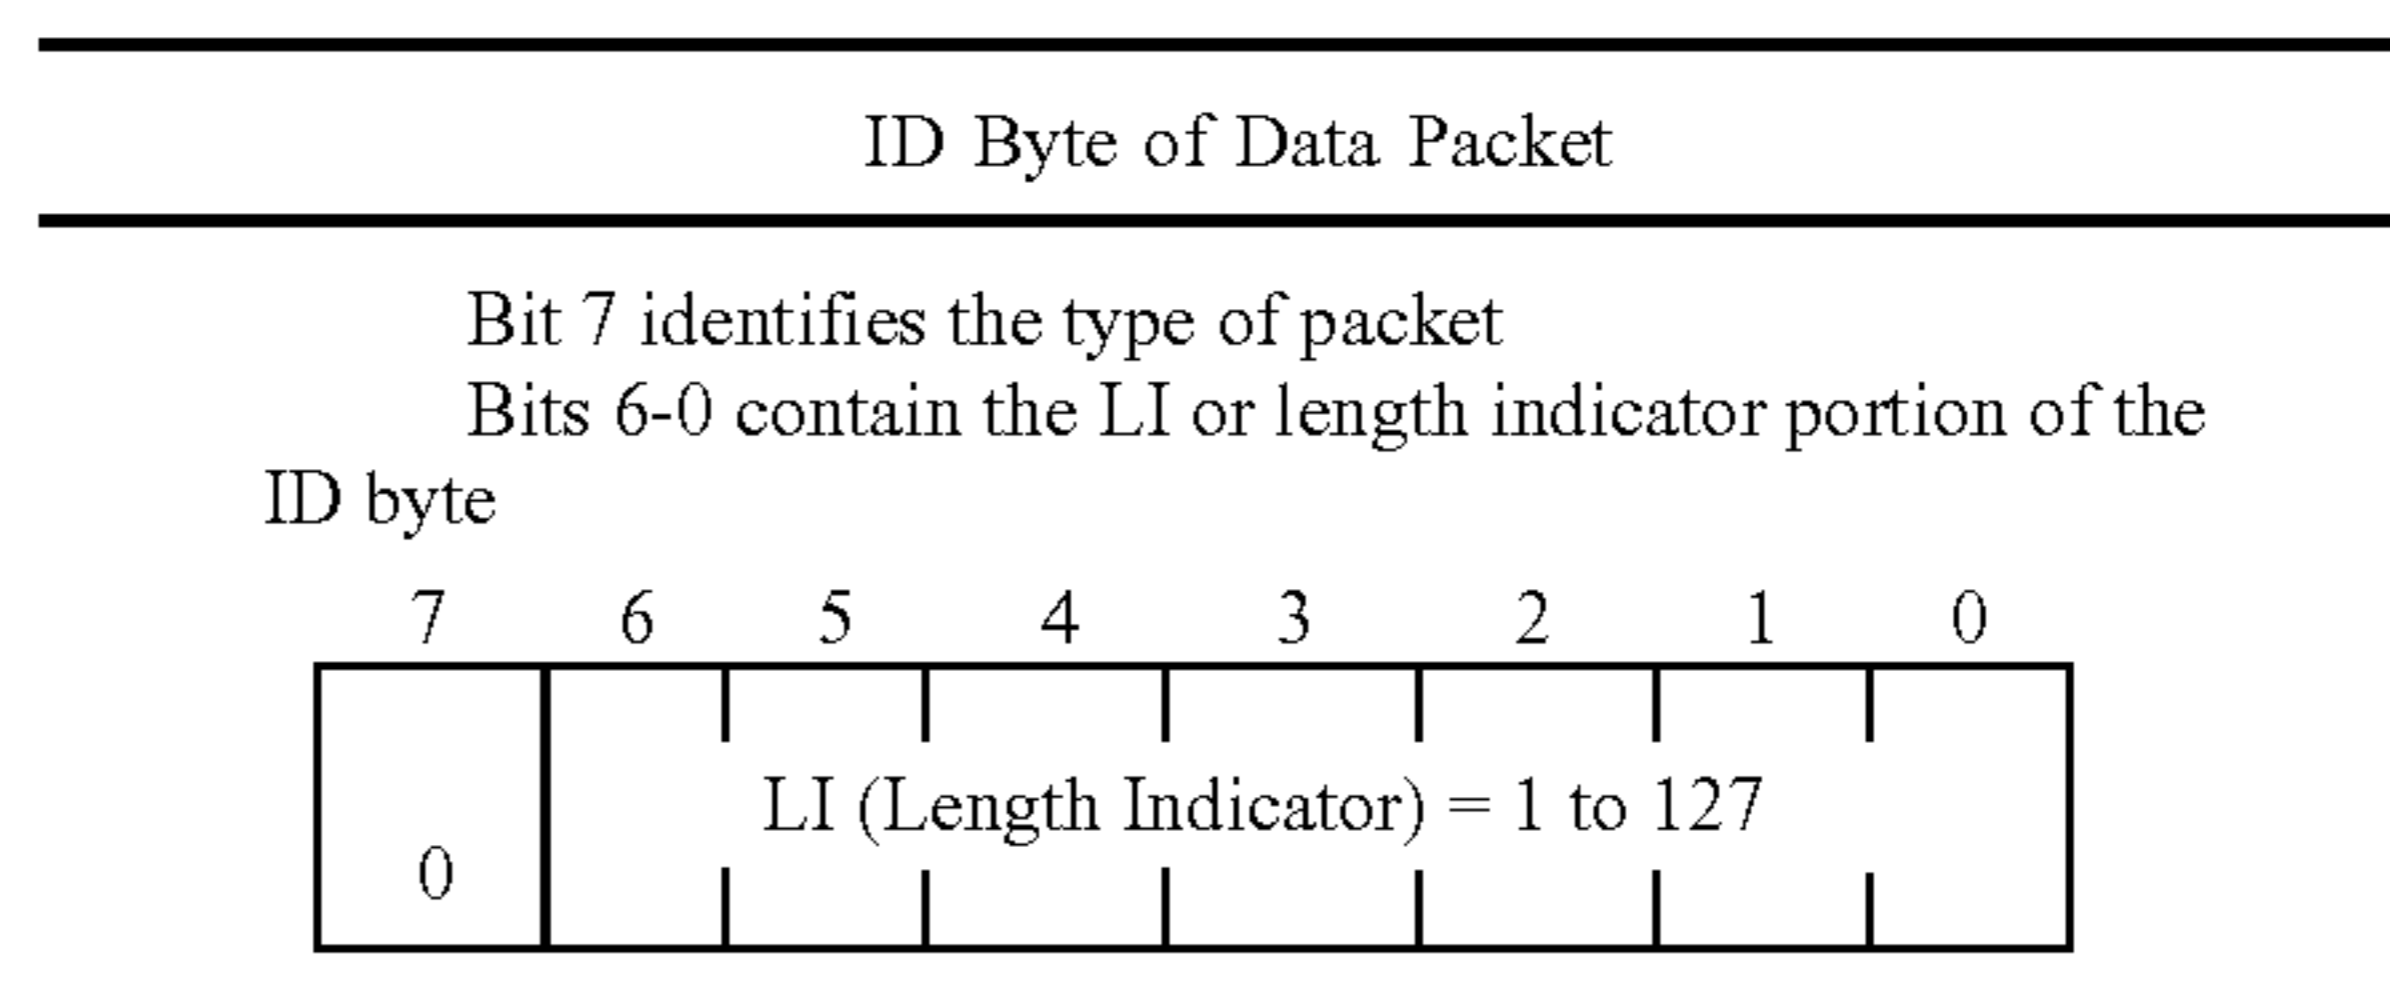 ID Byte of Data Packet
Bit 7 identifies the type of packet
Bits 6-0 contain the LI or length indicator portion of the
ID byte
7 6 5 4 3 2 1 0
LI (Length Indicator) = 1 to 127
0